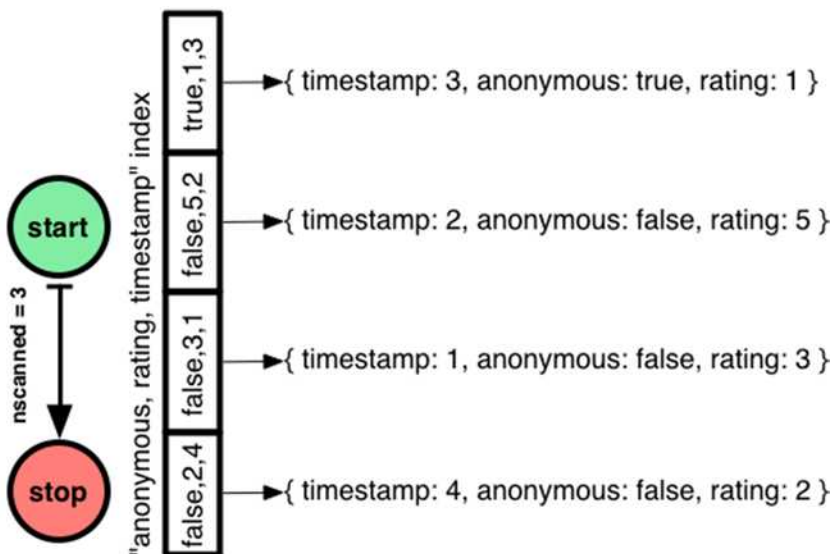 start
nscanned = 3
stop
"anonymous, rating, timestamp" index
true,1,3
{ timestamp: 3, anonymous: true, rating: 1 }
false,5,2
{ timestamp: 2, anonymous: false, rating: 5 }
false,3,1
{ timestamp: 1, anonymous: false, rating: 3 }
false,2,4
{ timestamp: 4, anonymous: false, rating: 2 }